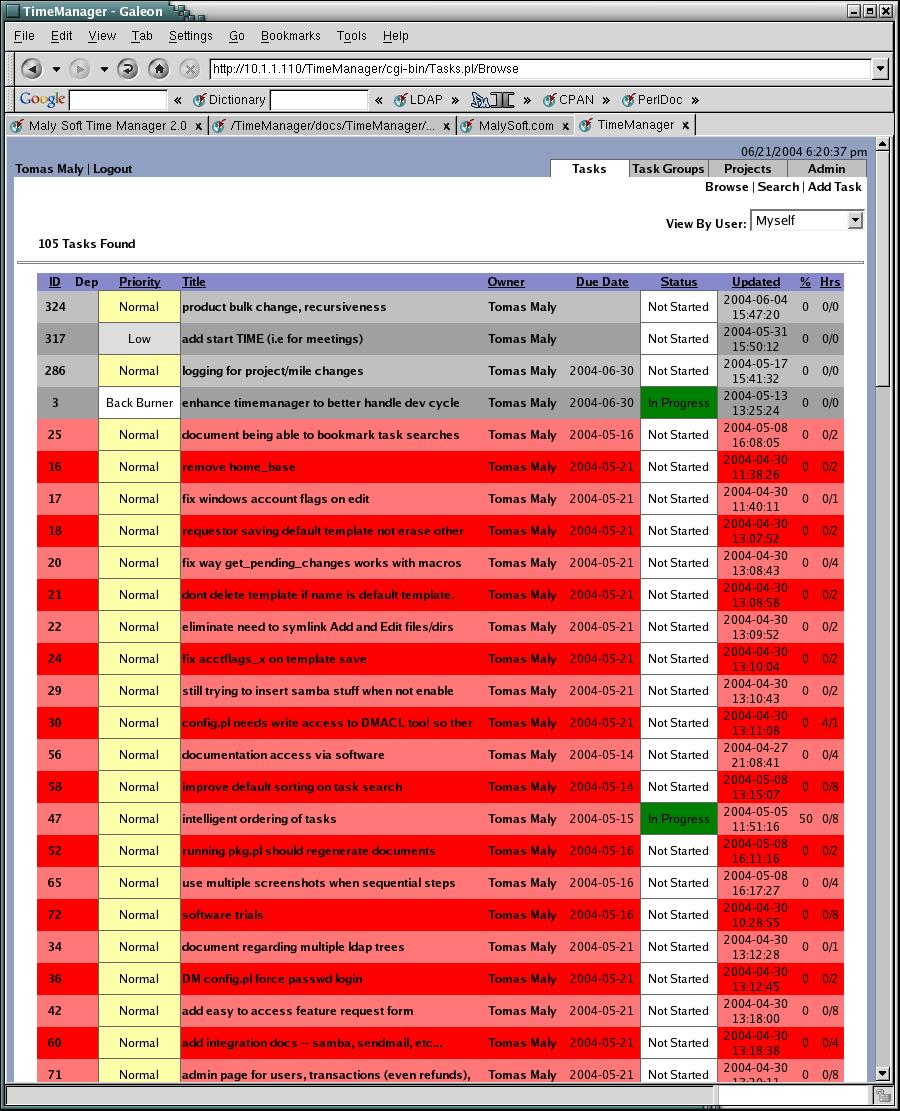 TimeManager - Galeon
File Edit View Tab Settings Go Bookmarks Tools Help
http://10.1.1.110/TimeManager/cgi-bin/Tasks.pl/Browse
Google « Dictionary « LDAP » » CPAN » PerlDoc »
Maly Soft Time Manager 2.0 x /TimeManager/docs/TimeManager/... x MalySoft.com x TimeManager x
06/21/2004 6:20:37 pm
Tomas Maly | Logout Tasks Task Groups Projects Admin
Browse | Search | Add Task
View By User: Myself
105 Tasks Found
ID Dep Priority Title Owner Due Date Status Updated % Hrs
324 Normal product bulk change, recursiveness Tomas Maly Not Started 2004-06-04 15:47:20 0 0/0
317 Low add start TIME (i.e for meetings) Tomas Maly Not Started 2004-05-31 15:50:12 0 0/0
286 Normal logging for project/mile changes Tomas Maly 2004-06-30 Not Started 2004-05-17 15:41:32 0 0/0
3 Back Burner enhance timemanager to better handle dev cycle Tomas Maly 2004-06-30 In Progress 2004-05-13 13:25:24 0 0/0
25 Normal document being able to bookmark task searches Tomas Maly 2004-05-16 Not Started 2004-05-08 16:08:05 0 0/2
16 Normal remove home_base Tomas Maly 2004-05-21 Not Started 2004-04-30 11:38:26 0 0/2
17 Normal fix windows account flags on edit Tomas Maly 2004-05-21 Not Started 2004-04-30 11:40:11 0 0/1
18 Normal requestor saving default template not erase other Tomas Maly 2004-05-21 Not Started 2004-04-30 13:07:52 0 0/2
20 Normal fix way get_pending_changes works with macros Tomas Maly 2004-05-21 Not Started 2004-04-30 13:08:43 0 0/4
21 Normal dont delete template if name is default template. Tomas Maly 2004-05-21 Not Started 2004-04-30 13:08:58 0 0/2
22 Normal eliminate need to symlink Add and Edit files/dirs Tomas Maly 2004-05-21 Not Started 2004-04-30 13:09:52 0 0/2
24 Normal fix acctflags_x on template save Tomas Maly 2004-05-21 Not Started 2004-04-30 13:10:04 0 0/2
29 Normal still trying to insert samba stuff when not enable Tomas Maly 2004-05-21 Not Started 2004-04-30 13:10:43 0 0/2
30 Normal config.pl needs write access to DMACL too! so ther Tomas Maly 2004-05-21 Not Started 2004-04-30 13:11:08 0 4/1
56 Normal documentation access via software Tomas Maly 2004-05-14 Not Started 2004-04-27 21:08:41 0 0/4
58 Normal improve default sorting on task search Tomas Maly 2004-05-14 Not Started 2004-05-08 13:15:07 0 0/8
47 Normal intelligent ordering of tasks Tomas Maly 2004-05-15 In Progress 2004-05-05 11:51:16 50 0/8
52 Normal running pkg.pl should regenerate documents Tomas Maly 2004-05-16 Not Started 2004-05-08 16:11:16 0 0/2
65 Normal use multiple screenshots when sequential steps Tomas Maly 2004-05-16 Not Started 2004-05-08 16:17:27 0 0/4
72 Normal software trials Tomas Maly 2004-05-16 Not Started 2004-04-30 10:28:55 0 0/8
34 Normal document regarding multiple ldap trees Tomas Maly 2004-05-21 Not Started 2004-04-30 13:12:28 0 0/1
36 Normal DM config.pl force passwd login Tomas Maly 2004-05-21 Not Started 2004-04-30 13:12:45 0 0/2
42 Normal add easy to access feature request form Tomas Maly 2004-05-21 Not Started 2004-04-30 13:18:00 0 0/8
60 Normal add integration docs -- samba, sendmail, etc... Tomas Maly 2004-05-21 Not Started 2004-04-30 13:18:38 0 0/4
71 Normal admin page for users, transactions (even refunds), Tomas Maly 2004-05-21 Not Started 2004-04-30 0 0/8